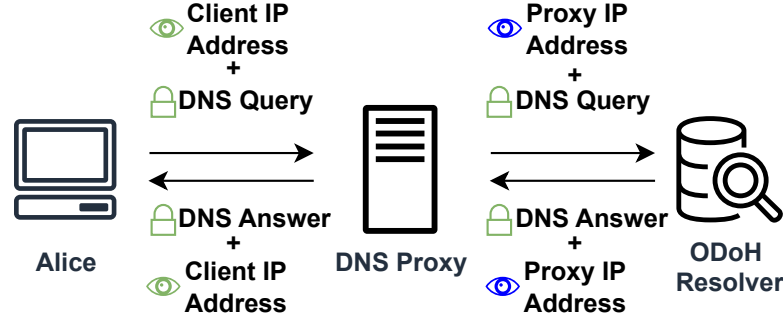 Client IP
Address
+
DNS Query
Proxy IP
Address
+
DNS Query
Alice
DNS Proxy
ODoH
Resolver
DNS Answer
+
Client IP
Address
DNS Answer
+
Proxy IP
Address